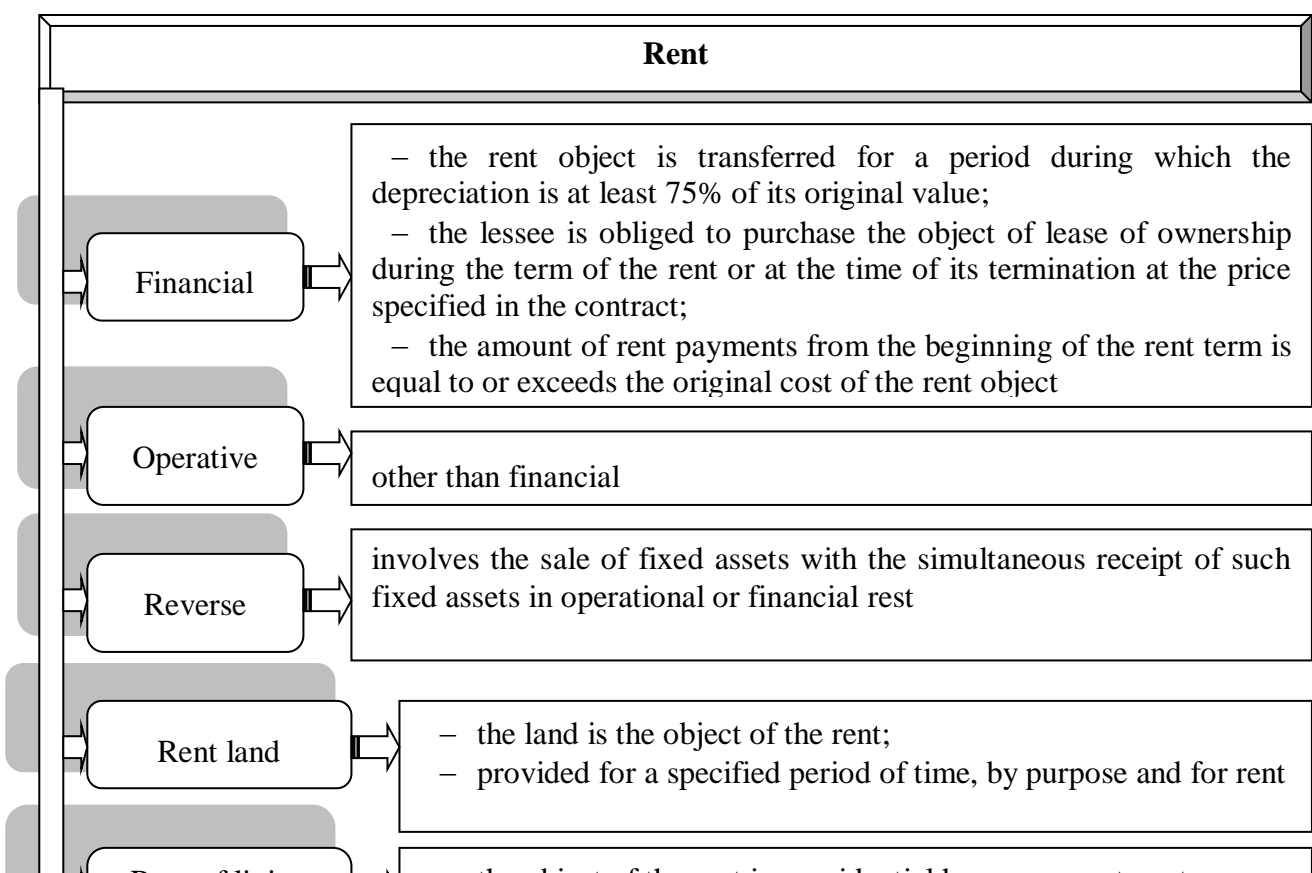 Rent
– the rent object is transferred for a period during which the
depreciation is at least 75% of its original value;
– the lessee is obliged to purchase the object of lease of ownership
during the term of the rent or at the time of its termination at the price
specified in the contract;
– the amount of rent payments from the beginning of the rent term is
equal to or exceeds the original cost of the rent object
Financial
Operative
other than financial
Reverse
involves the sale of fixed assets with the simultaneous receipt of such
fixed assets in operational or financial rest
Rent land
– the land is the object of the rent;
– provided for a specified period of time, by purpose and for rent
the object of the rent